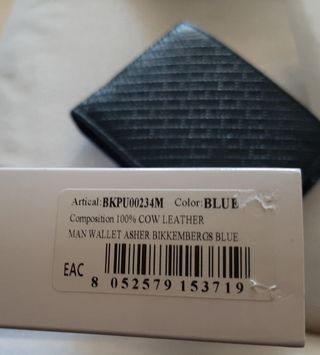 Artical:BKPU00234M Color:BLUE
Composition 100% COW LEATHER
MAN WALLET ASHER BIKKEMBERGS BLUE
EAC
8 052579 153719